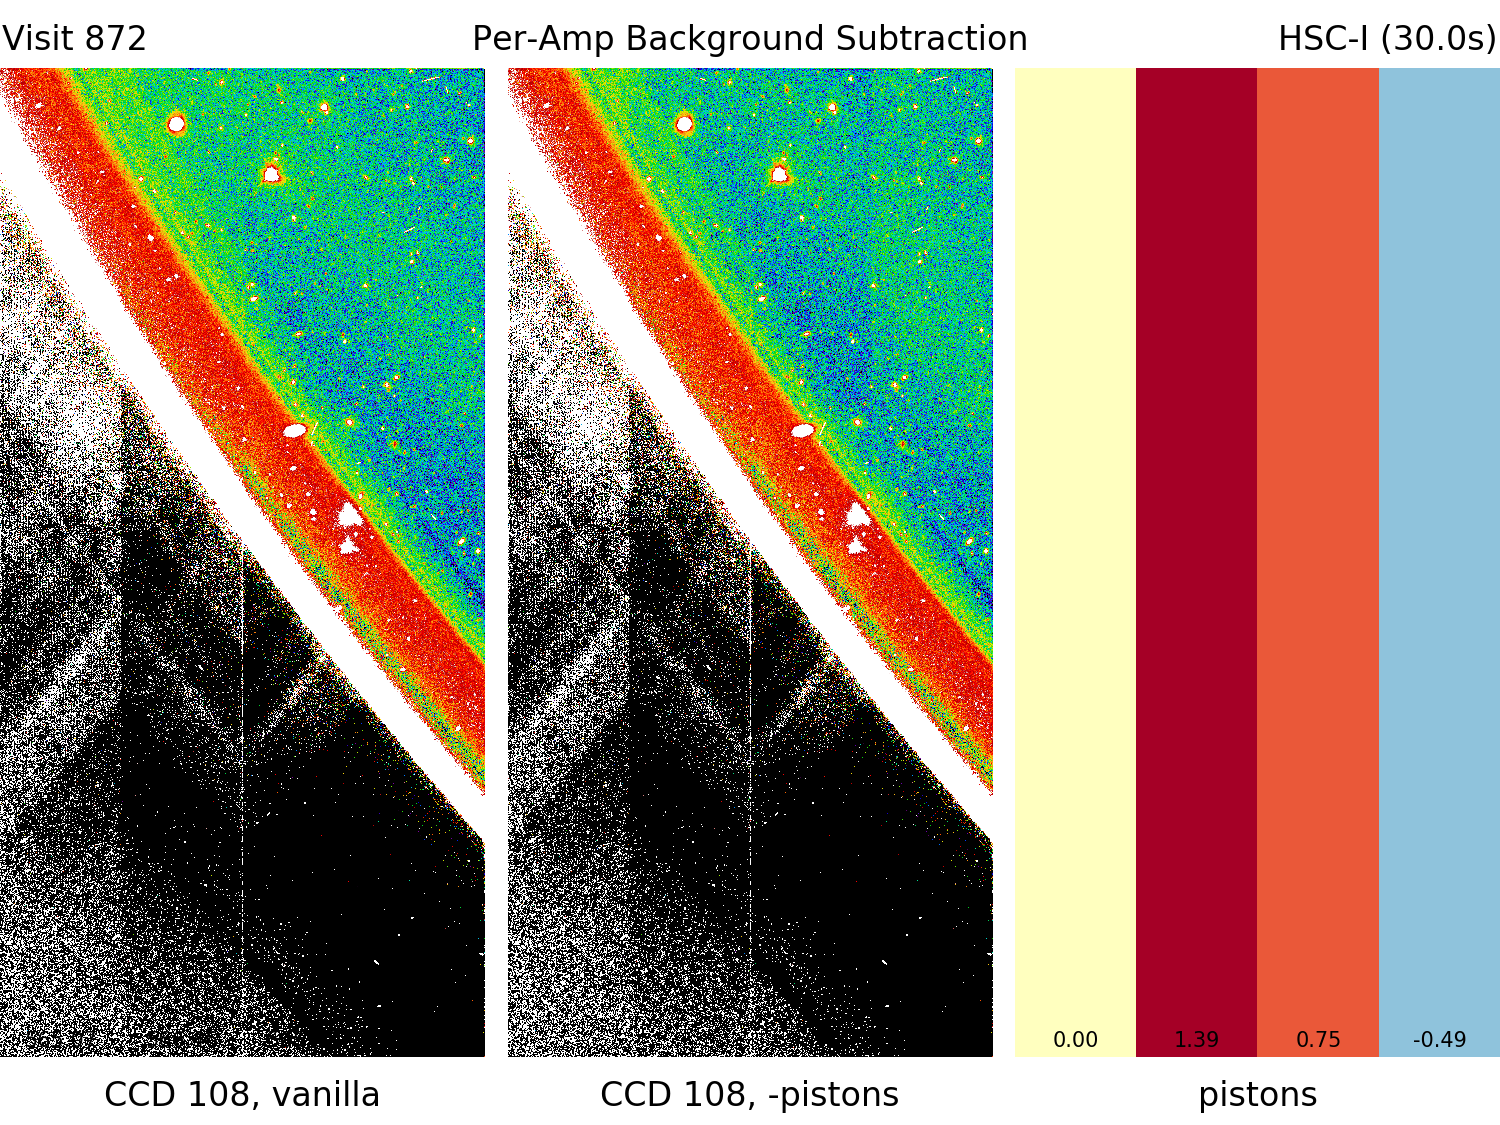 Visit 872
Per-Amp Background Subtraction
HSC-I (30.0s)
0.00
1.39
0.75
-0.49
CCD 108, vanilla
CCD 108, -pistons
pistons